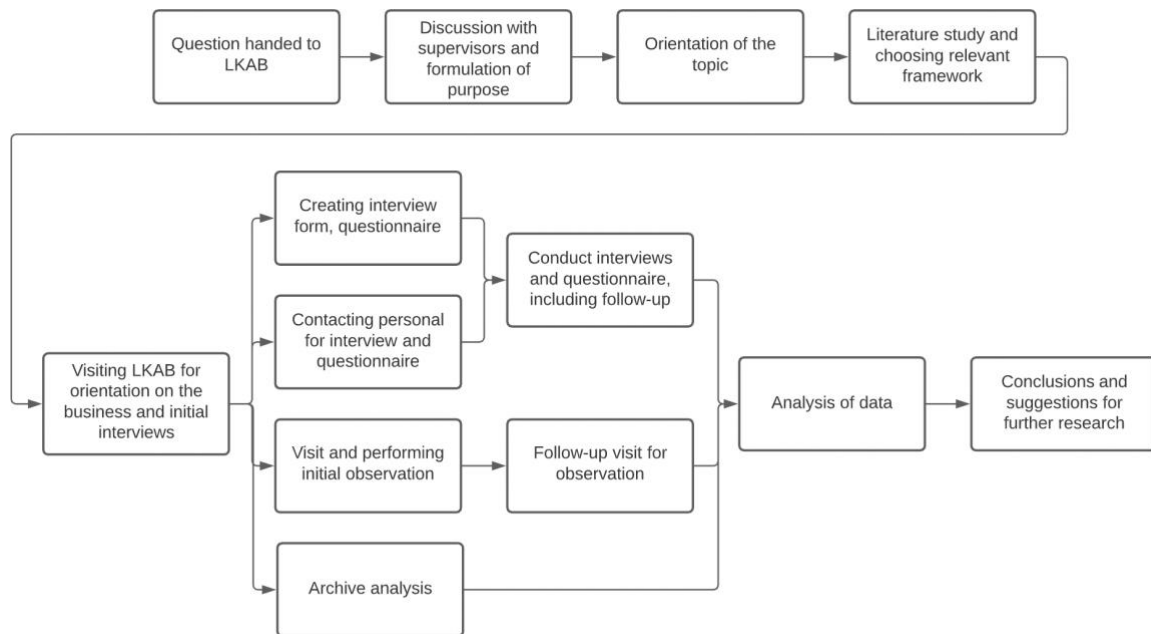 Question handed to
LKAB
Discussion with
supervisors and
formulation of
purpose
Orientation of the
topic
Literature study and
choosing relevant
framework
Creating interview
form, questionnaire
Conduct interviews
and questionnaire,
including follow-up
Contacting personal
for interview and
questionnaire
Visiting LKAB for
orientation on the
business and initial
interviews
Analysis of data
Conclusions and
suggestions for
further research
Visit and performing
initial observation
Follow-up visit for
observation
Archive analysis